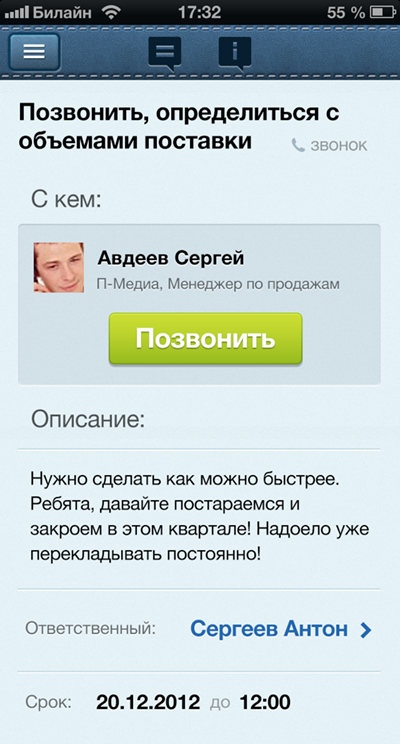 Билайн 17:32 55 %
Позвонить, определиться с
объемами поставки
звонок
С кем:
Авдеев Сергей
П-Медиа, Менеджер по продажам
Позвонить
Описание:
Нужно сделать как можно быстрее.
Ребята, давайте постараемся и
закроем в этом квартале! Надоело уже
перекладывать постоянно!
Ответственный: Сергеев Антон
Срок: 20.12.2012 до 12:00